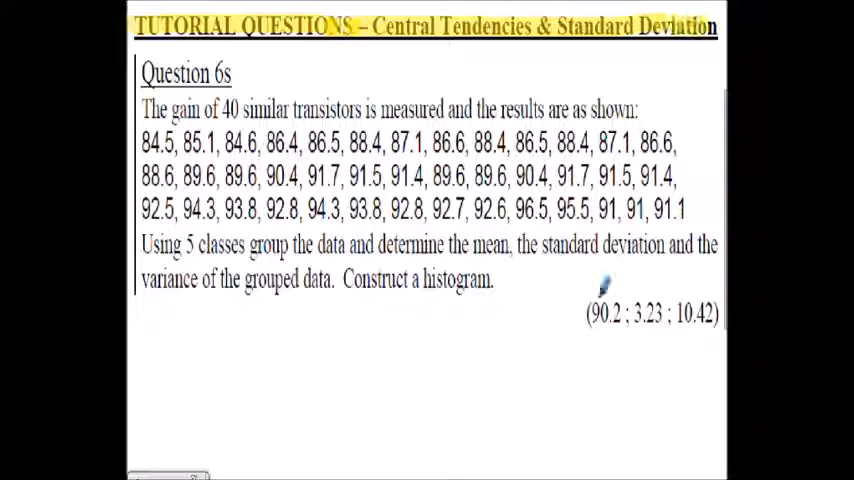 TUTORIAL QUESTIONS – Central Tendencies & Standard Deviation
Question 6s
The gain of 40 similar transistors is measured and the results are as shown:
84.5, 85.1, 84.6, 86.4, 86.5, 88.4, 87.1, 86.6, 88.4, 86.5, 88.4, 87.1, 86.6,
88.6, 89.6, 89.6, 90.4, 91.7, 91.5, 91.4, 89.6, 89.6, 90.4, 91.7, 91.5, 91.4,
92.5, 94.3, 93.8, 92.8, 94.3, 93.8, 92.8, 92.7, 92.6, 96.5, 95.5, 91, 91, 91.1
Using 5 classes group the data and determine the mean, the standard deviation and the
variance of the grouped data. Construct a histogram.
(90.2 ; 3.23 ; 10.42)